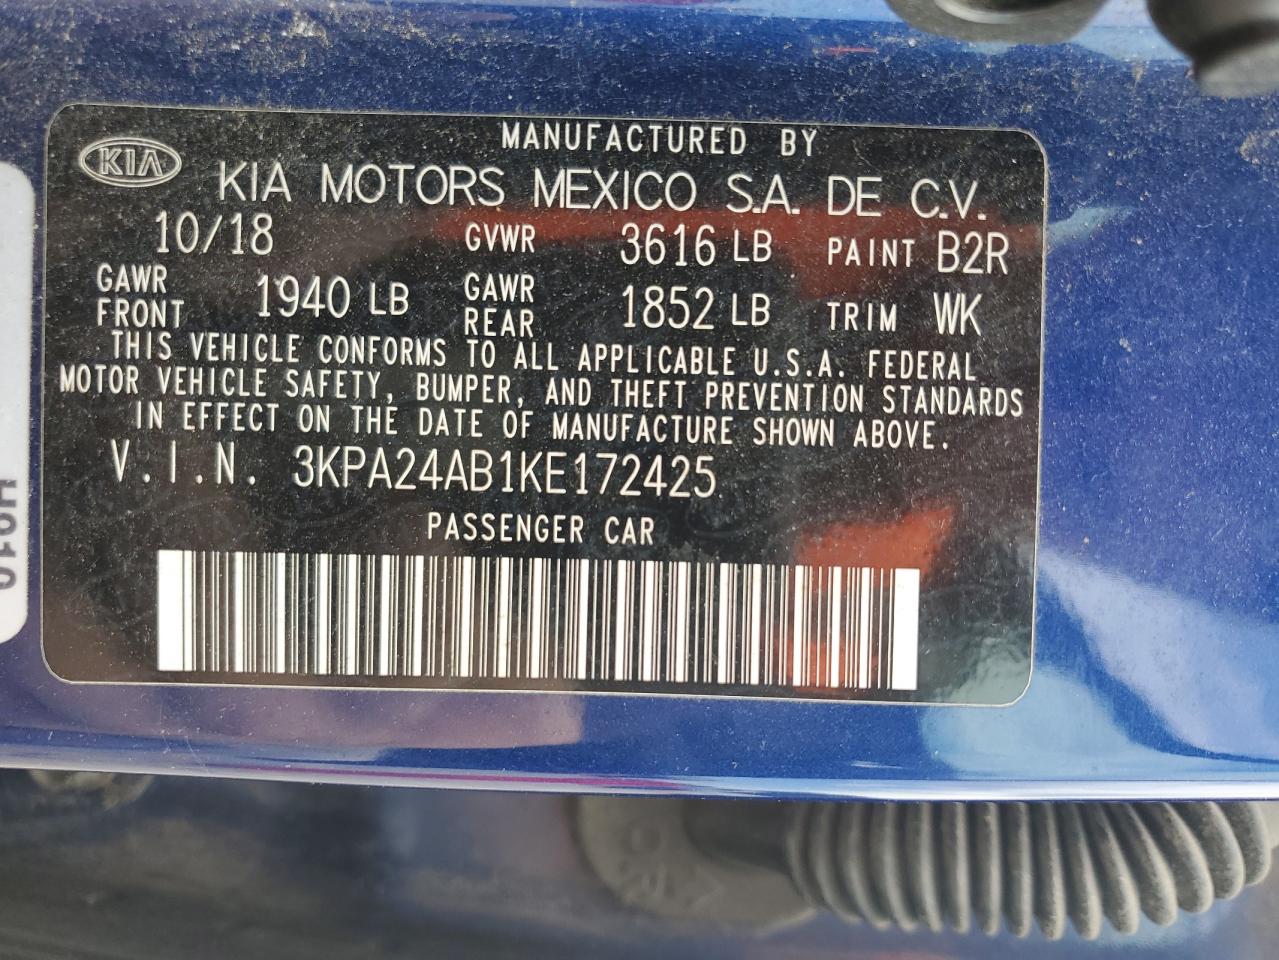 MANUFACTURED BY
KIA KIA MOTORS MEXICO S.A. DE C.V.
10/18 GVWR 3616 LB PAINT B2R
GAWR FRONT 1940 LB GAWR REAR 1852 LB TRIM WK
THIS VEHICLE CONFORMS TO ALL APPLICABLE U.S.A. FEDERAL
MOTOR VEHICLE SAFETY, BUMPER, AND THEFT PREVENTION STANDARDS
IN EFFECT ON THE DATE OF MANUFACTURE SHOWN ABOVE.
V.I.N. 3KPA24AB1KE172425
PASSENGER CAR